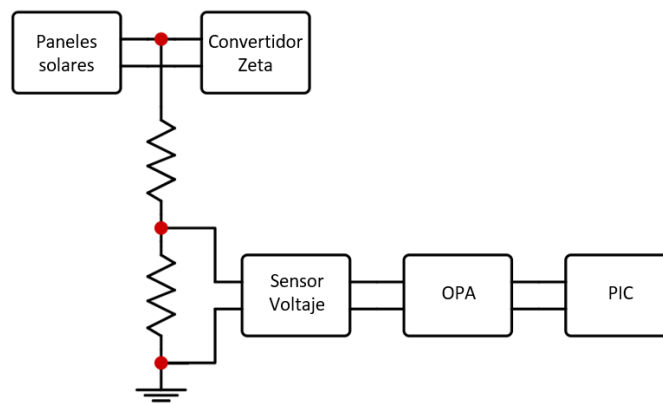 Paneles
solares
Convertidor
Zeta
Sensor
Voltaje
OPA
PIC